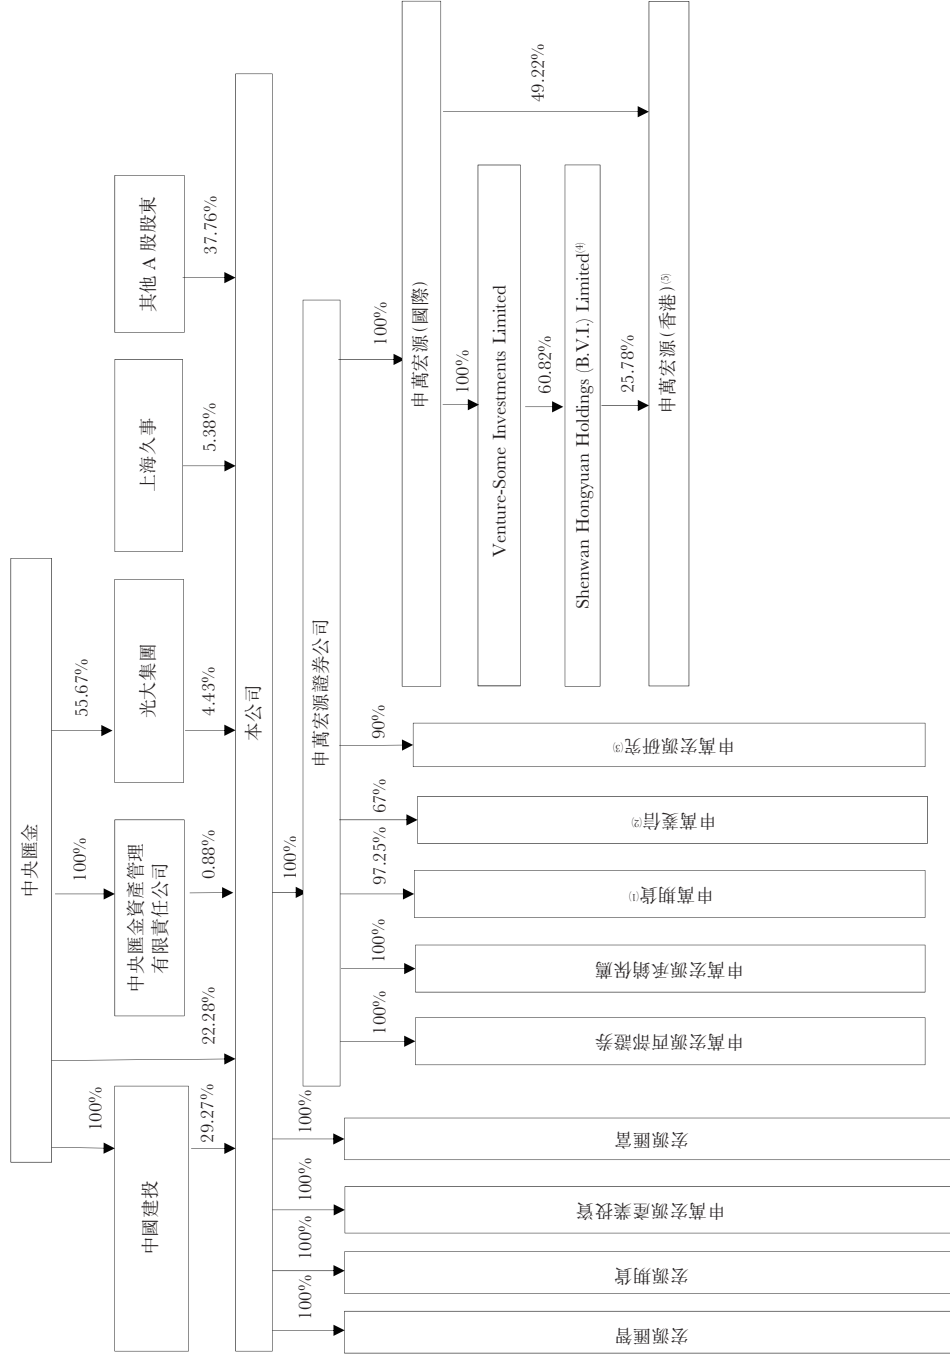 中央匯金
100%
22.28%
100%
55.67%
中國建投
中央匯金資產管理
有限責任公司
光大集團
上海久事
其他 A 股股東
29.27%
0.88%
4.43%
5.38%
37.76%
本公司
100%
100%
100%
100%
100%
宏源匯智
宏源期貨
申萬宏源產業投資
宏源匯富
申萬宏源證券公司
100%
100%
97.25%
67%
90%
100%
申萬宏源西部證券
申萬宏源承銷保薦
申萬期貨(1)
申萬菱信(2)
申萬宏源研究(3)
申萬宏源(國際)
100%
49.22%
Venture-Some Investments Limited
60.82%
Shenwan Hongyuan Holdings (B.V.I.) Limited(4)
25.78%
申萬宏源(香港)(5)